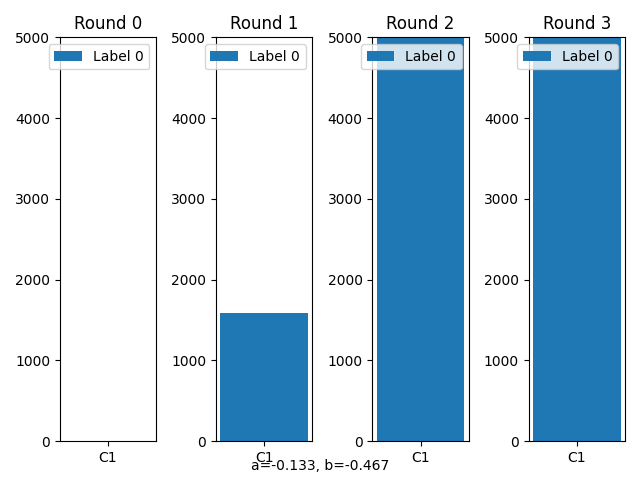 Round 0 Round 1 Round 2 Round 3
5000 5000 5000 5000
Label 0 Label 0 Label 0 Label 0
4000 4000 4000 4000
3000 3000 3000 3000
2000 2000 2000 2000
1000 1000 1000 1000
0 0 0 0
C1 C1 C1 C1
a=-0.133, b=-0.467